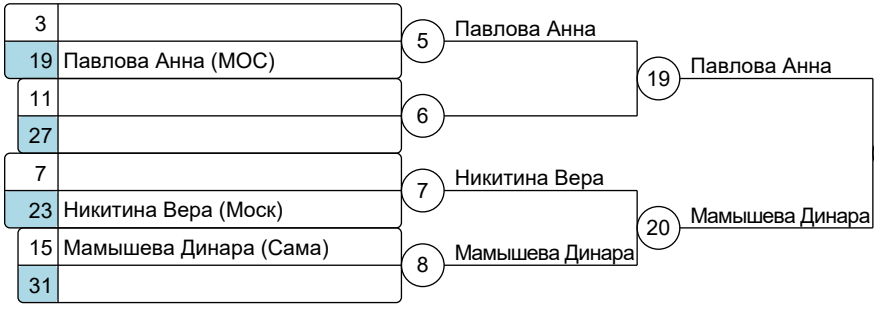 3
5 Павлова Анна
19 Павлова Анна (МОС)
19 Павлова Анна
11
6
27
7
7 Никитина Вера
23 Никитина Вера (Моск)
20 Мамышева Динара
15 Мамышева Динара (Сама)
8 Мамышева Динара
31